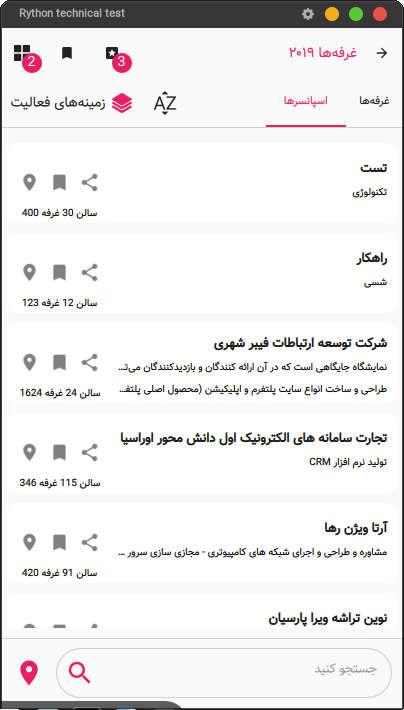 Rython technical test
غرفه‌ها ۲۰۱۹
3
2
غرفه‌ها
اسپانسرها
زمینه‌های فعالیت
AZ
تست
تکنولوژی
سالن 30 غرفه 400
راهکار
شسی
سالن 12 غرفه 123
شرکت توسعه ارتباطات فیبر شهری
نمایشگاه جایگاهی است که در آن ارائه کنندگان و بازدیدکنندگان می‌ت...
طراحی و ساخت انواع سایت پلتفرم و اپلیکیشن (محصول اصلی پلتف...
سالن 24 غرفه 1624
تجارت سامانه های الکترونیک اول دانش محور اوراسیا
تولید نرم افزار CRM
سالن 115 غرفه 346
آرتا ویژن رها
مشاوره و طراحی و اجرای شبکه های کامپیوتری - مجازی سازی سرور ...
سالن 91 غرفه 420
نوین تراشه ویرا پارسیان
جستجو کنید